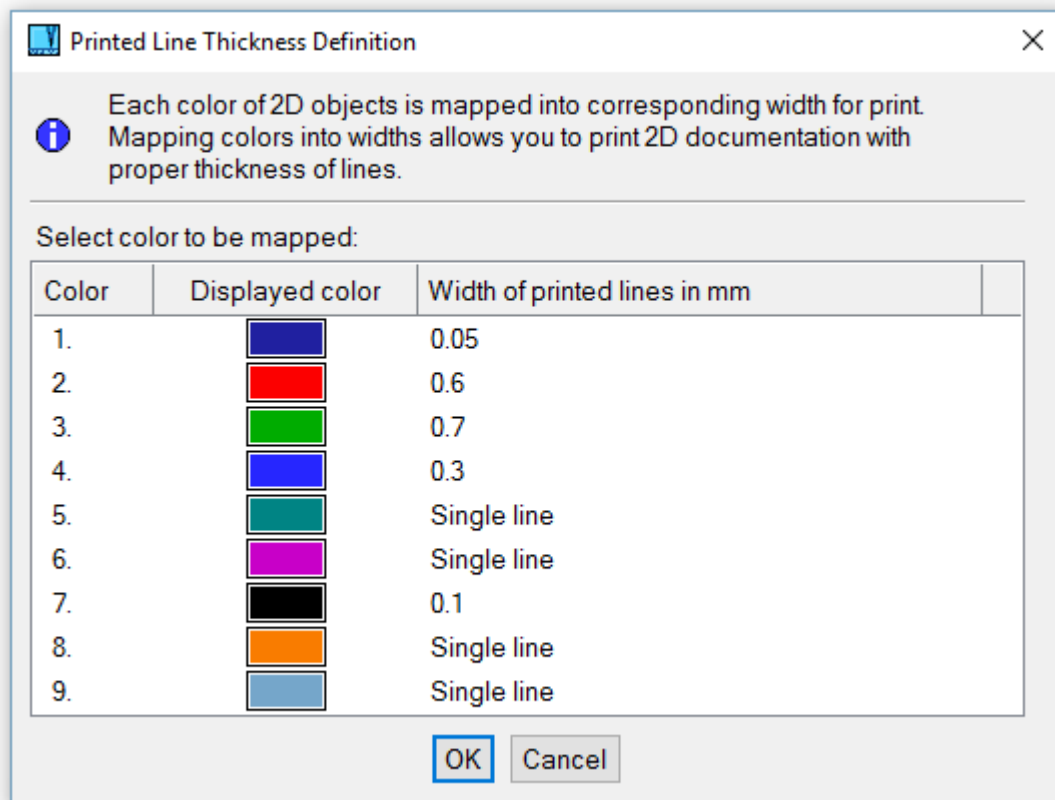 Printed Line Thickness Definition
Each color of 2D objects is mapped into corresponding width for print.
Mapping colors into widths allows you to print 2D documentation with
proper thickness of lines.
Select color to be mapped:
Color Displayed color Width of printed lines in mm
1. 0.05
2. 0.6
3. 0.7
4. 0.3
5. Single line
6. Single line
7. 0.1
8. Single line
9. Single line
OK Cancel